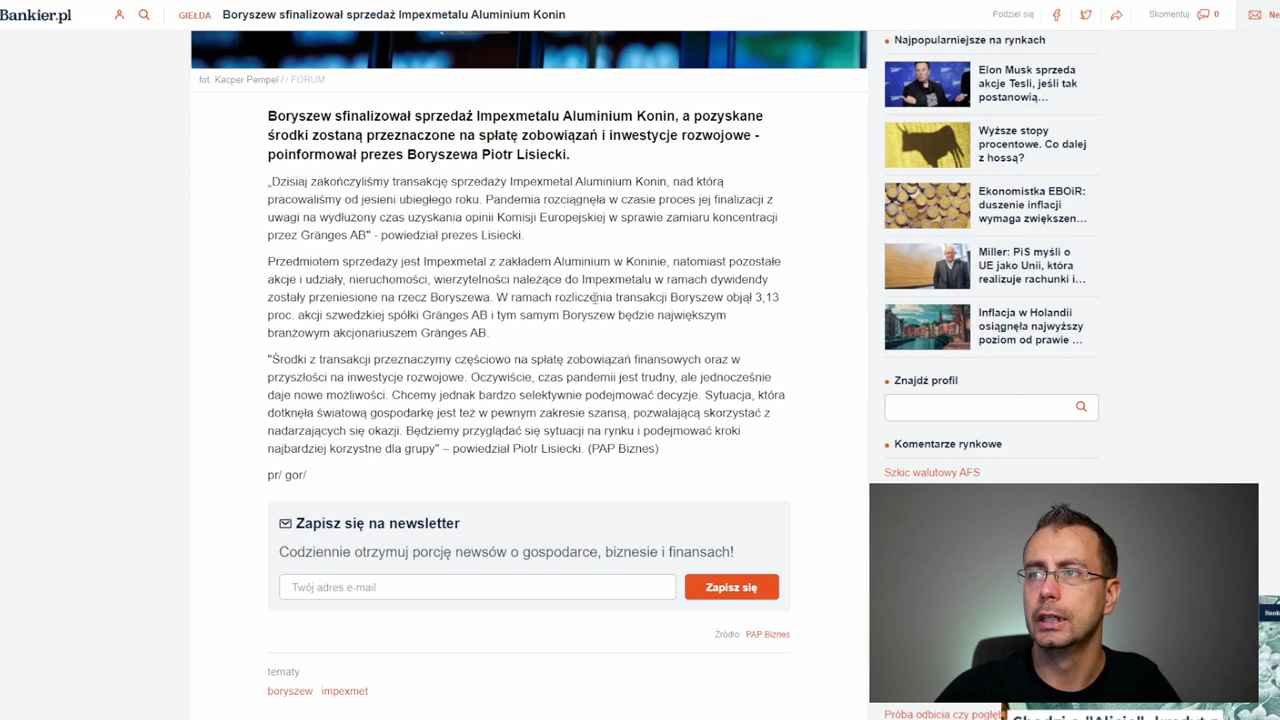 Bankier.pl
GIEŁDA
Boryszew sfinalizował sprzedaż Impexmetalu Aluminium Konin
Podziel się
Skomentuj
0
Ne
fot. Kacper Pempel / / FORUM
Boryszew sfinalizował sprzedaż Impexmetalu Aluminium Konin, a pozyskane
środki zostaną przeznaczone na spłatę zobowiązań i inwestycje rozwojowe -
poinformował prezes Boryszewa Piotr Lisiecki.
„Dzisiaj zakończyliśmy transakcję sprzedaży Impexmetal Aluminium Konin, nad którą
pracowaliśmy od jesieni ubiegłego roku. Pandemia rozciągnęła w czasie proces jej finalizacji z
uwagi na wydłużony czas uzyskania opinii Komisji Europejskiej w sprawie zamiaru koncentracji
przez Gränges AB" - powiedział prezes Lisiecki.
Przedmiotem sprzedaży jest Impexmetal z zakładem Aluminium w Koninie, natomiast pozostałe
akcje i udziały, nieruchomości, wierzytelności należące do Impexmetalu w ramach dywidendy
zostały przeniesione na rzecz Boryszewa. W ramach rozliczenia transakcji Boryszew objął 3,13
proc. akcji szwedzkiej spółki Gränges AB i tym samym Boryszew będzie największym
branżowym akcjonariuszem Gränges AB.
"Środki z transakcji przeznaczymy częściowo na spłatę zobowiązań finansowych oraz w
przyszłości na inwestycje rozwojowe. Oczywiście, czas pandemii jest trudny, ale jednocześnie
daje nowe możliwości. Chcemy jednak bardzo selektywnie podejmować decyzje. Sytuacja, która
dotknęła światową gospodarkę jest też w pewnym zakresie szansą, pozwalającą skorzystać z
nadarzających się okazji. Będziemy przyglądać się sytuacji na rynku i podejmować kroki
najbardziej korzystne dla grupy" – powiedział Piotr Lisiecki. (PAP Biznes)
pr/ gor/
Zapisz się na newsletter
Codziennie otrzymuj porcję newsów o gospodarce, biznesie i finansach!
Twój adres e-mail
Zapisz się
Źródło: PAP Biznes
tematy
boryszew impexmet
Najpopularniejsze na rynkach
Elon Musk sprzeda
akcje Tesli, jeśli tak
postanowią...
Wyższe stopy
procentowe. Co dalej
z hossą?
Ekonomistka EBOiR:
duszenie inflacji
wymaga zwiększen...
Miller: PiS myśli o
UE jako Unii, która
realizuje rachunki i...
Inflacja w Holandii
osiągnęła najwyższy
poziom od prawie ...
Znajdź profil
Komentarze rynkowe
Szkic walutowy AFS
Bank
Próba odbicia czy pogłęb